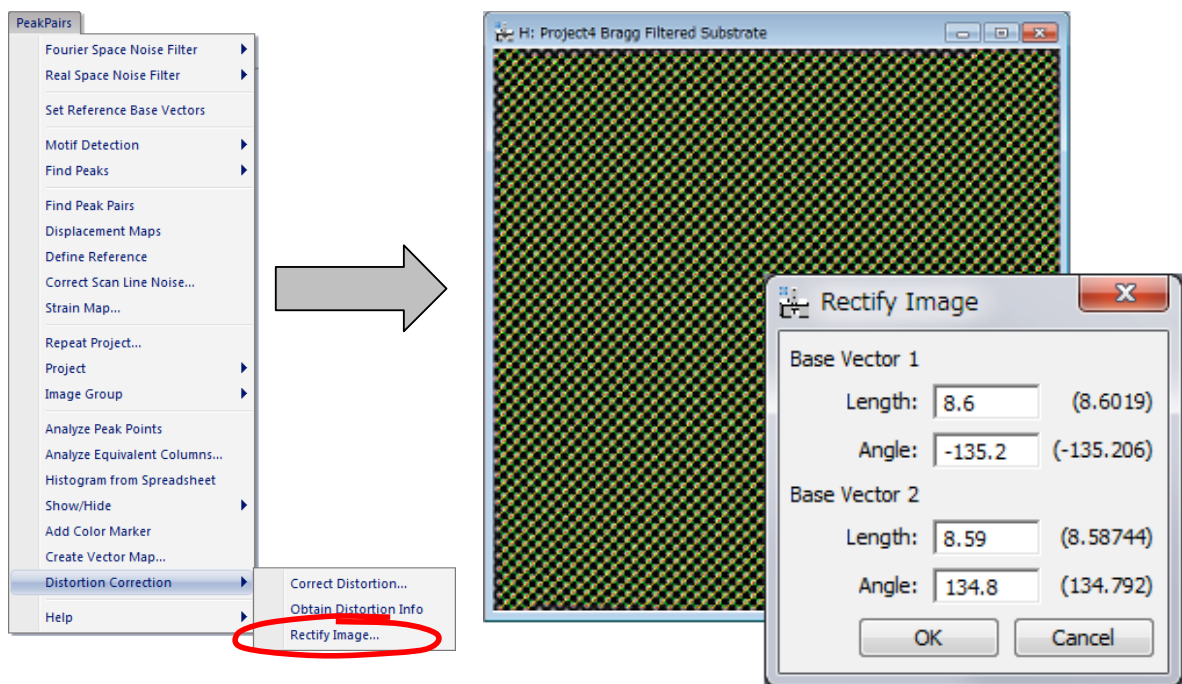 PeakPairs
Fourier Space Noise Filter
Real Space Noise Filter
Set Reference Base Vectors
Motif Detection
Find Peaks
Find Peak Pairs
Displacement Maps
Define Reference
Correct Scan Line Noise...
Strain Map...
Repeat Project...
Project
Image Group
Analyze Peak Points
Analyze Equivalent Columns...
Histogram from Spreadsheet
Show/Hide
Add Color Marker
Create Vector Map...
Distortion Correction
Help
Correct Distortion...
Obtain Distortion Info
Rectify Image...
H: Project4 Bragg Filtered Substrate
Rectify Image
Base Vector 1
Length: 8.6 (8.6019)
Angle: -135.2 (-135.206)
Base Vector 2
Length: 8.59 (8.58744)
Angle: 134.8 (134.792)
OK Cancel